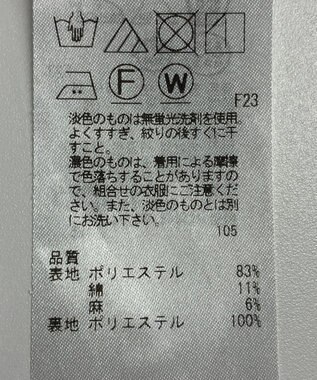 F W
F23
淡色のものは無蛍光洗剤を使用。
よくすすぎ、絞りの後すぐに干
すこと。
濃色のものは、着用による摩擦
で色落ちすることがありますの
で、組合せの衣服にご注意くだ
さい。また、淡色のものとは別
にお洗い下さい。
105
品質
表地 ポリエステル 83%
綿 11%
麻 6%
裏地 ポリエステル 100%